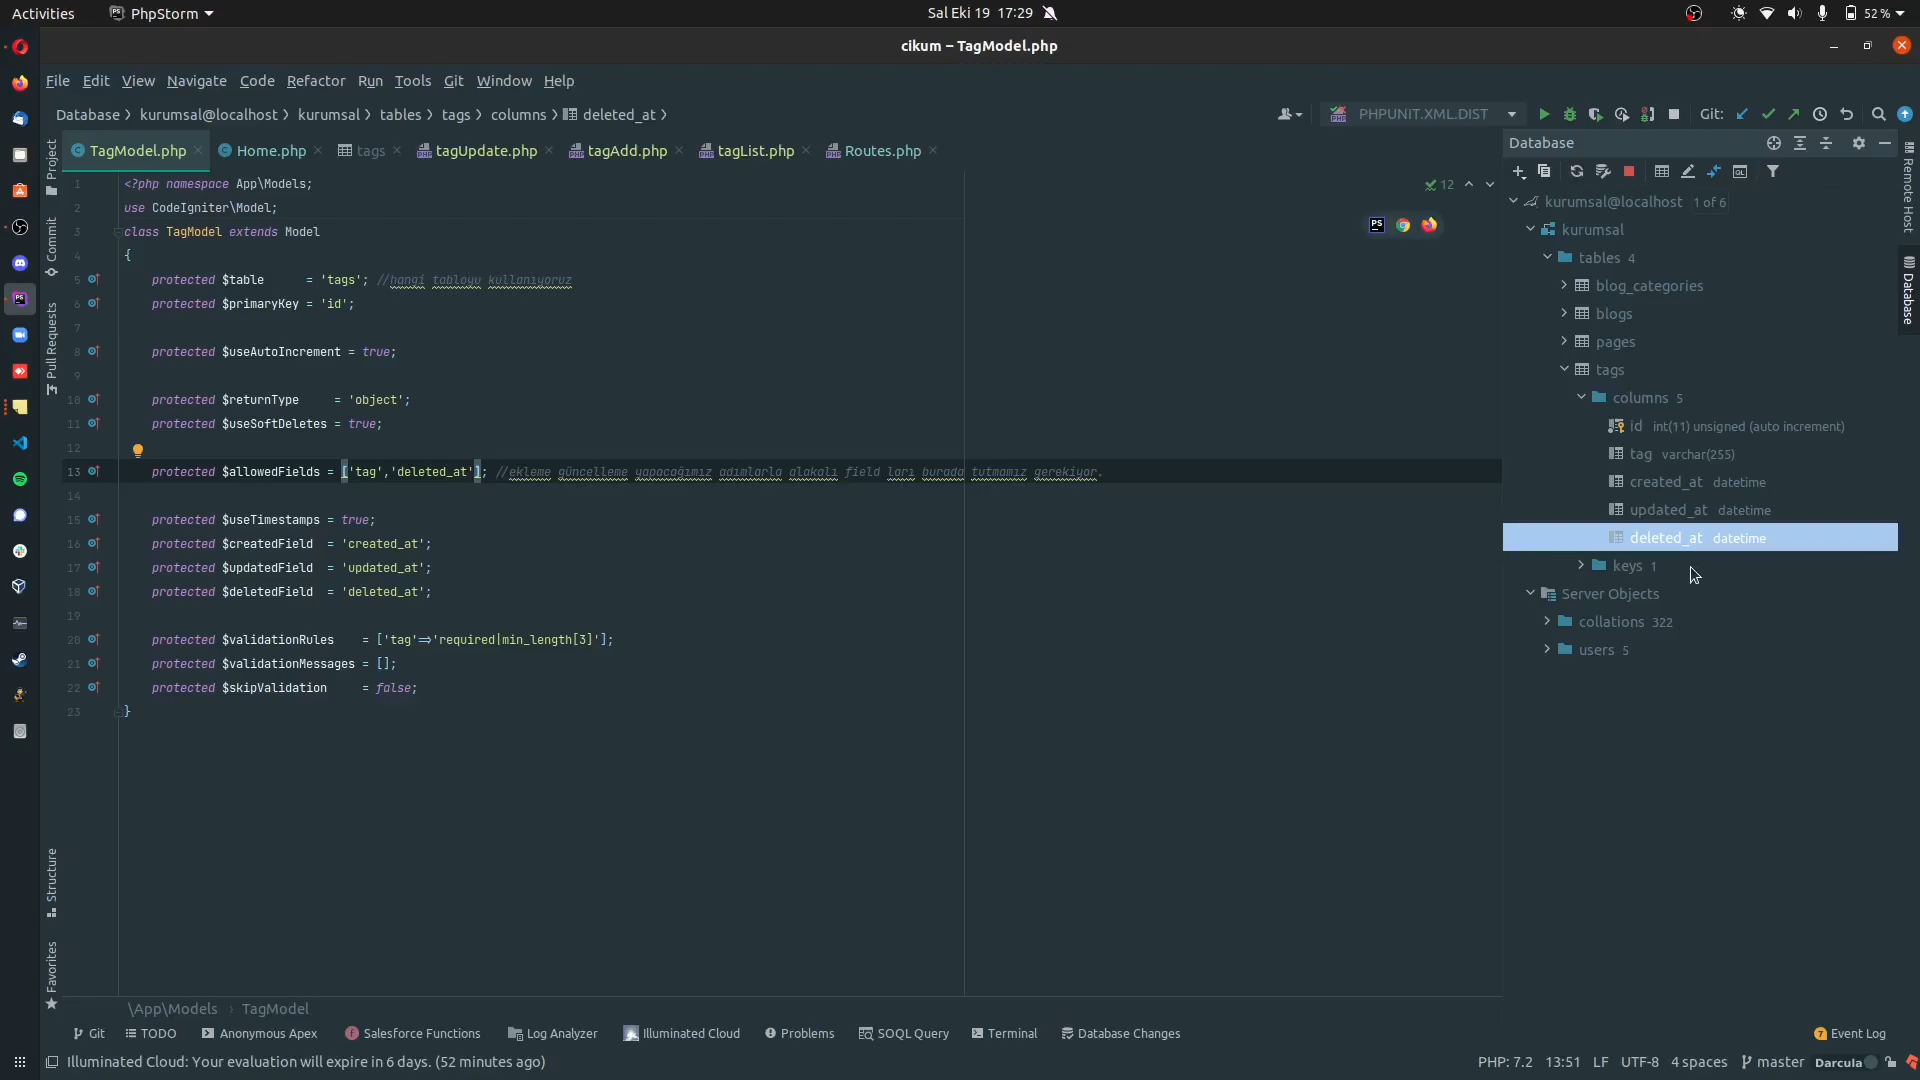 Activities
PhpStorm
Sal Eki 19 17:29
52 %
cikum – TagModel.php
File Edit View Navigate Code Refactor Run Tools Git Window Help
Database kurumsal@localhost kurumsal tables tags columns deleted_at
PHPUNIT.XML.DIST
Git:
TagModel.php
Home.php
tags
tagUpdate.php
tagAdd.php
tagList.php
Routes.php
Project
Commit
Pull Requests
Structure
Favorites
12
1 <?php namespace App\Models;
2 use CodeIgniter\Model;
3 class TagModel extends Model
4 {
5 protected $table = 'tags'; //hangi tabloyu kullanıyoruz
6 protected $primaryKey = 'id';
7
8 protected $useAutoIncrement = true;
9
10 protected $returnType = 'object';
11 protected $useSoftDeletes = true;
12
13 protected $allowedFields = ['tag','deleted_at']; //ekleme güncelleme yapacağımız adımlarla alakalı field ları burada tutmamız gerekiyor.
14
15 protected $useTimestamps = true;
16 protected $createdField = 'created_at';
17 protected $updatedField = 'updated_at';
18 protected $deletedField = 'deleted_at';
19
20 protected $validationRules = ['tag'=>'required|min_length[3]'];
21 protected $validationMessages = [];
22 protected $skipValidation = false;
23 }
Database
kurumsal@localhost 1 of 6
kurumsal
tables 4
blog_categories
blogs
pages
tags
columns 5
id int(11) unsigned (auto increment)
tag varchar(255)
created_at datetime
updated_at datetime
deleted_at datetime
keys 1
Server Objects
collations 322
users 5
Remote Host
Database
\App\Models › TagModel
Git
TODO
Anonymous Apex
Salesforce Functions
Log Analyzer
Illuminated Cloud
Problems
SOQL Query
Terminal
Database Changes
7 Event Log
Illuminated Cloud: Your evaluation will expire in 6 days. (52 minutes ago)
PHP: 7.2 13:51 LF UTF-8 4 spaces master Darcula